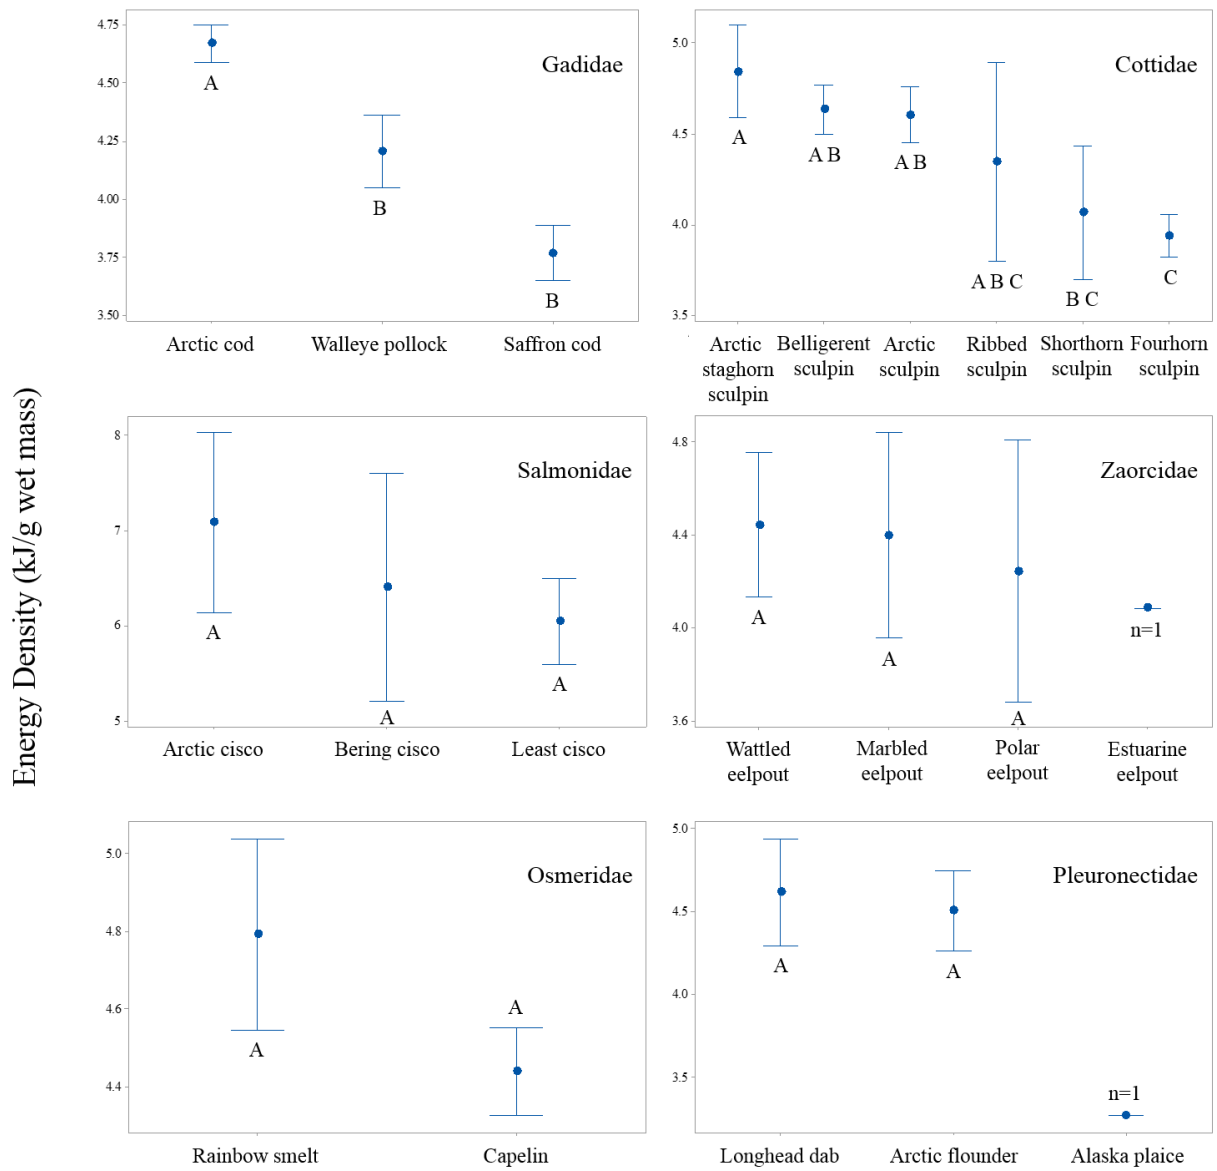 Energy Density (kJ/g wet mass)
Gadidae
4.75
4.50
4.25
4.00
3.75
3.50
A
B
B
Arctic cod
Walleye pollock
Saffron cod
Cottidae
5.0
4.5
4.0
3.5
A
A B
A B
A B C
B C
C
Arctic
staghorn
sculpin
Belligerent
sculpin
Arctic
sculpin
Ribbed
sculpin
Shorthorn
sculpin
Fourhorn
sculpin
Salmonidae
8
7
6
5
A
A
A
Arctic cisco
Bering cisco
Least cisco
Zaorcidae
4.8
4.4
4.0
3.6
A
A
A
n=1
Wattled
eelpout
Marbled
eelpout
Polar
eelpout
Estuarine
eelpout
Osmeridae
5.0
4.8
4.6
4.4
A
A
Rainbow smelt
Capelin
Pleuronectidae
5.0
4.5
4.0
3.5
A
A
n=1
Longhead dab
Arctic flounder
Alaska plaice